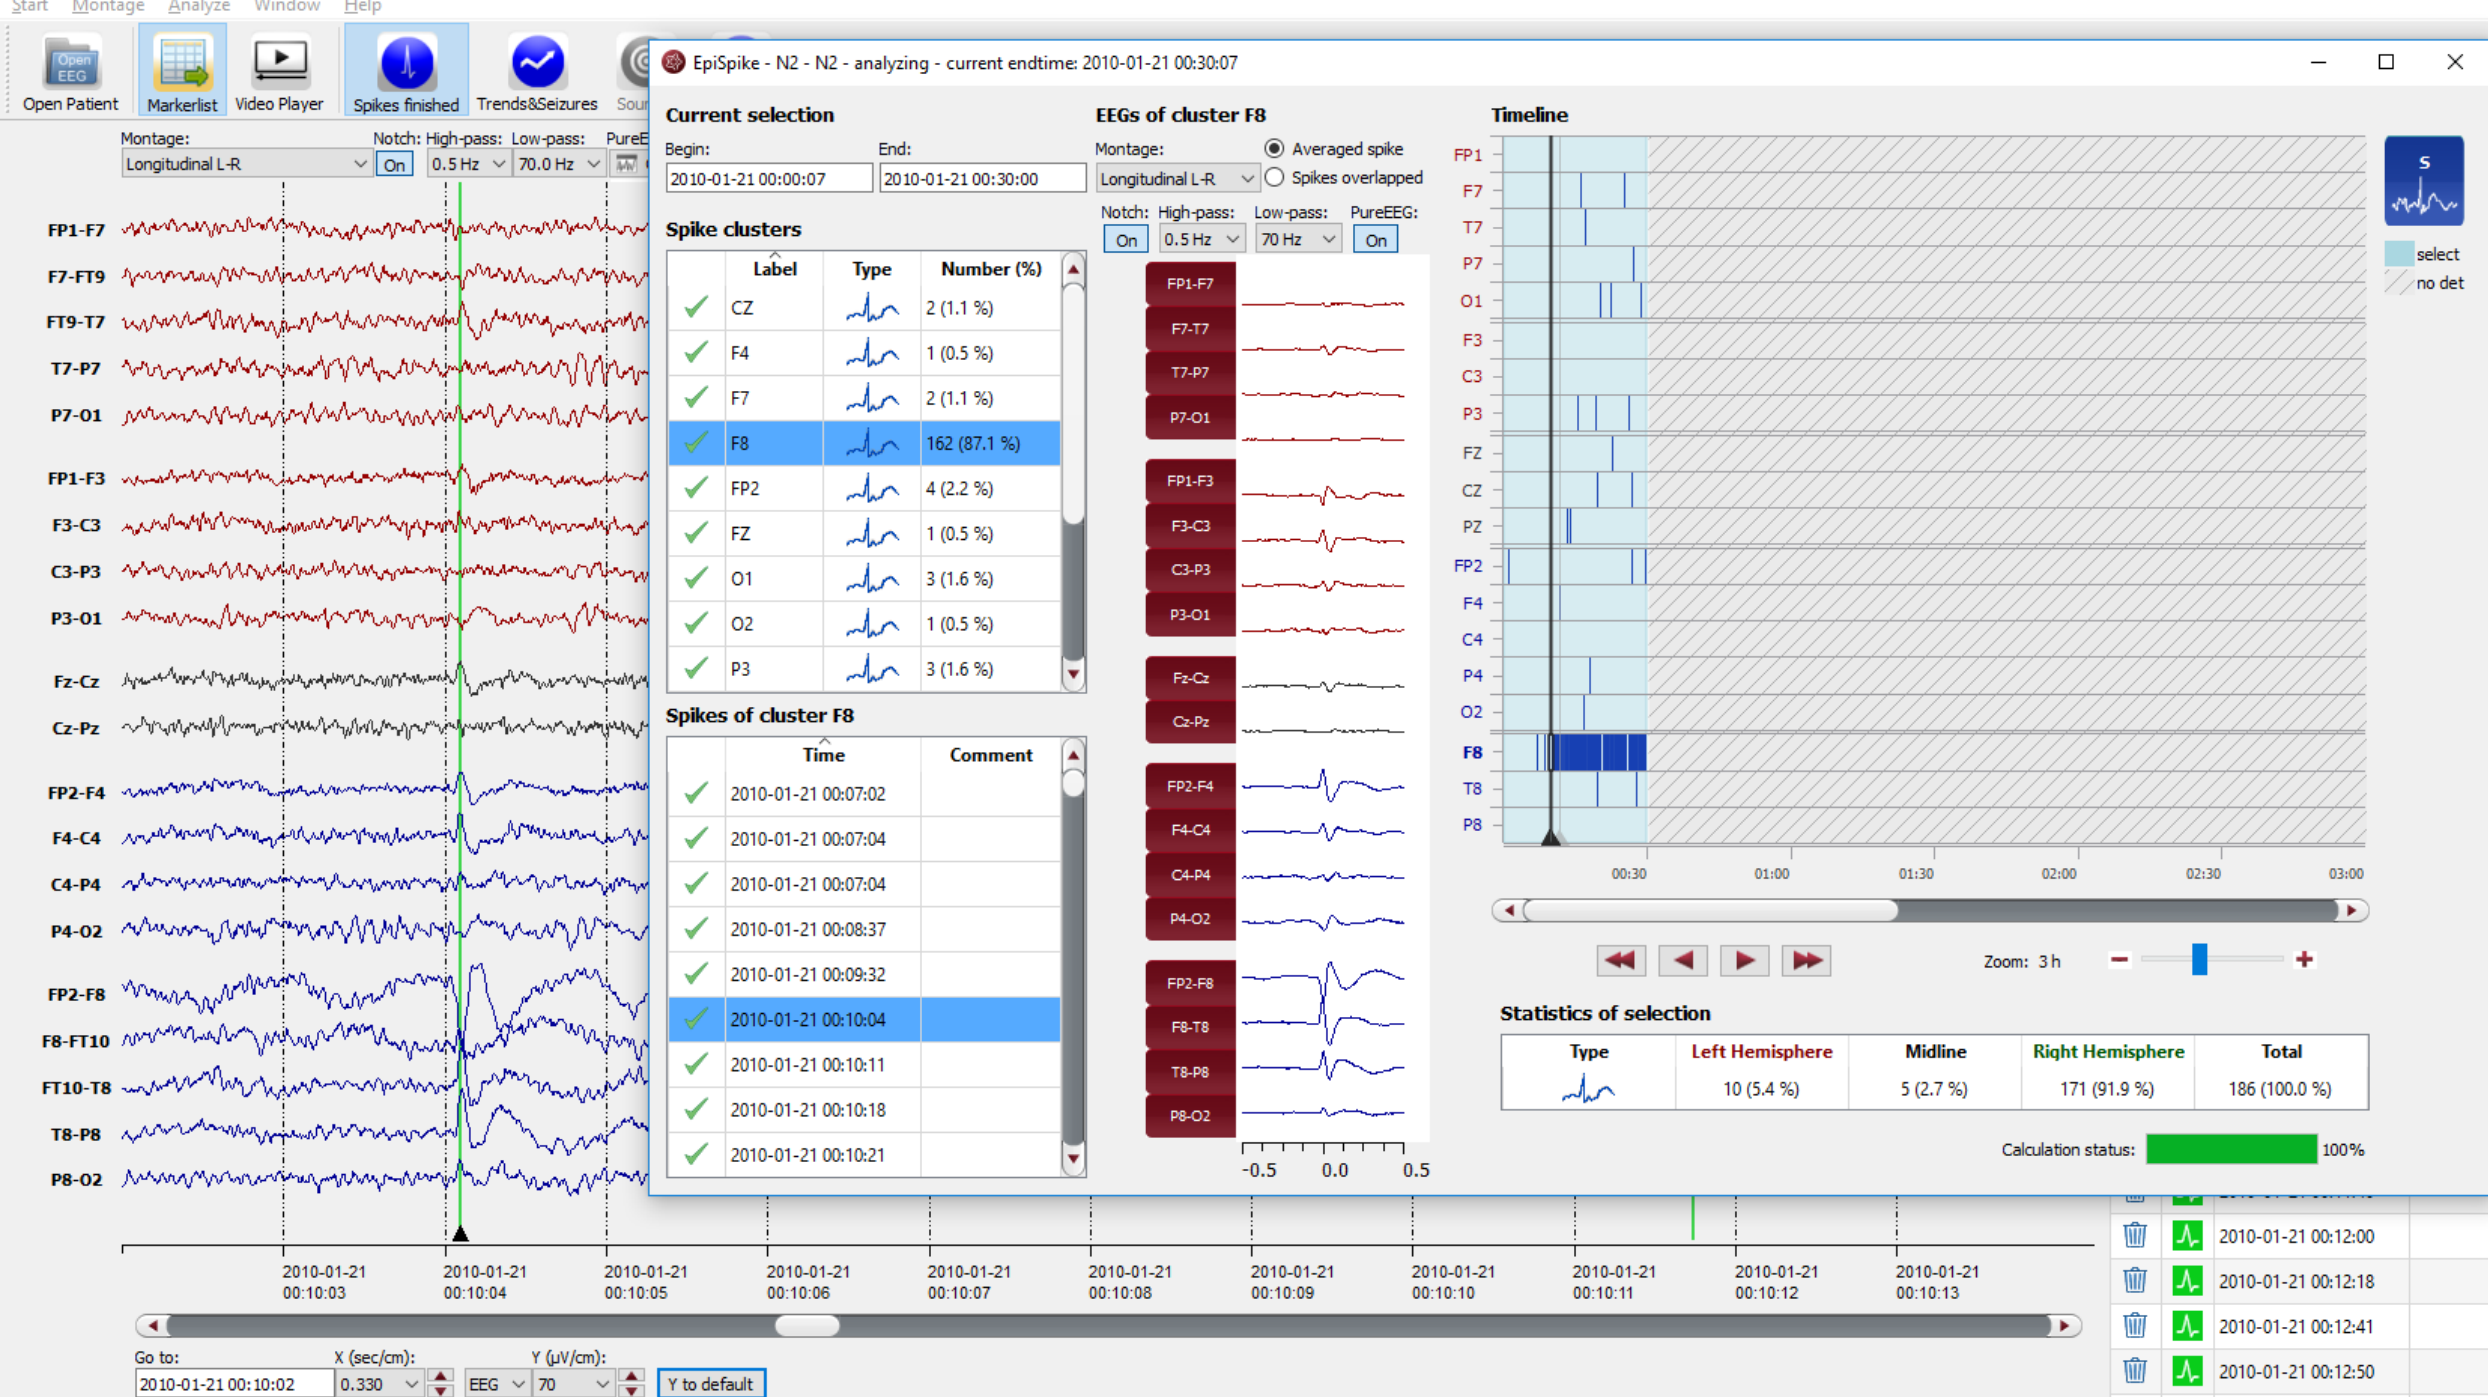 Start Montage Analyze Window Help
Open EEG
Open Patient Markerlist Video Player Spikes finished Trends&Seizures
Montage: Notch: High-pass: Low-pass:
Longitudinal L-R On 0.5 Hz 70.0 Hz
FP1-F7
F7-FT9
FT9-T7
T7-P7
P7-O1
FP1-F3
F3-C3
C3-P3
P3-O1
Fz-Cz
Cz-Pz
FP2-F4
F4-C4
C4-P4
P4-O2
FP2-F8
F8-FT10
FT10-T8
T8-P8
P8-O2
EpiSpike - N2 - N2 - analyzing - current endtime: 2010-01-21 00:30:07
Current selection
Begin: End:
2010-01-21 00:00:07 2010-01-21 00:30:00
Spike clusters
Label Type Number (%)
CZ 2 (1.1 %)
F4 1 (0.5 %)
F7 2 (1.1 %)
F8 162 (87.1 %)
FP2 4 (2.2 %)
FZ 1 (0.5 %)
O1 3 (1.6 %)
O2 1 (0.5 %)
P3 3 (1.6 %)
Spikes of cluster F8
Time Comment
2010-01-21 00:07:02
2010-01-21 00:07:04
2010-01-21 00:07:04
2010-01-21 00:08:37
2010-01-21 00:09:32
2010-01-21 00:10:04
2010-01-21 00:10:11
2010-01-21 00:10:18
2010-01-21 00:10:21
EEGs of cluster F8
Montage: Averaged spike
Longitudinal L-R Spikes overlapped
Notch: High-pass: Low-pass: PureEEG:
On 0.5 Hz 70 Hz On
FP1-F7
F7-T7
T7-P7
P7-O1
FP1-F3
F3-C3
C3-P3
P3-O1
Fz-Cz
Cz-Pz
FP2-F4
F4-C4
C4-P4
P4-O2
FP2-F8
F8-T8
T8-P8
P8-O2
-0.5 0.0 0.5
Timeline
FP1
F7
T7
P7
O1
F3
C3
P3
FZ
CZ
PZ
FP2
F4
C4
P4
O2
F8
T8
P8
00:30 01:00 01:30 02:00 02:30 03:00
S
select
no det
Zoom: 3 h
Statistics of selection
Type Left Hemisphere Midline Right Hemisphere Total
10 (5.4 %) 5 (2.7 %) 171 (91.9 %) 186 (100.0 %)
Calculation status: 100%
2010-01-21 00:12:00
2010-01-21 00:12:18
2010-01-21 00:12:41
2010-01-21 00:12:50
2010-01-21 2010-01-21 2010-01-21 2010-01-21 2010-01-21 2010-01-21 2010-01-21 2010-01-21 2010-01-21 2010-01-21 2010-01-21
00:10:03 00:10:04 00:10:05 00:10:06 00:10:07 00:10:08 00:10:09 00:10:10 00:10:11 00:10:12 00:10:13
Go to: X (sec/cm): Y (µV/cm):
2010-01-21 00:10:02 0.330 EEG 70 Y to default